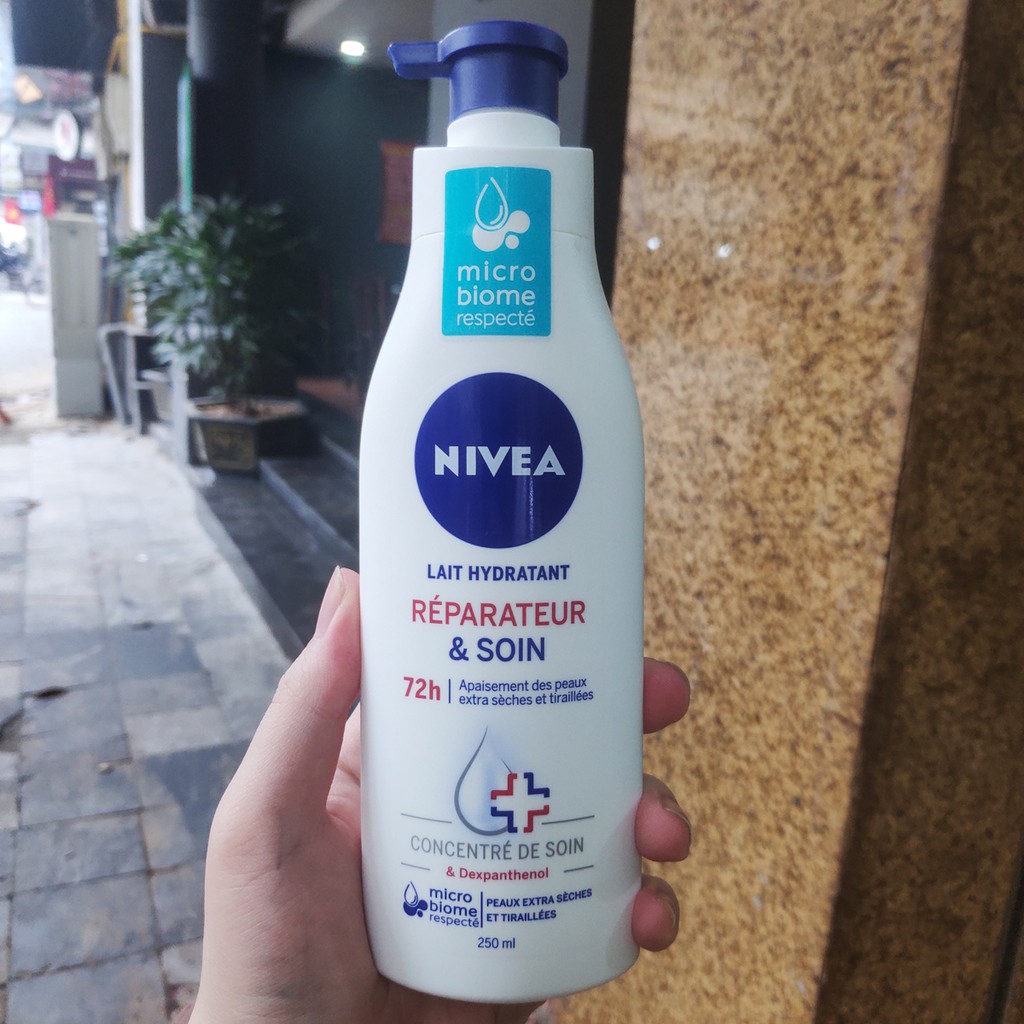 micro
biome
respecté
NIVEA
LAIT HYDRATANT
RÉPARATEUR
& SOIN
72h
Apaisement des peaux
extra sèches et tiraillées
CONCENTRÉ DE SOIN
& Dexpanthenol
micro
biome
respecté
PEAUX EXTRA SÈCHES
ET TIRAILLÉES
250 ml